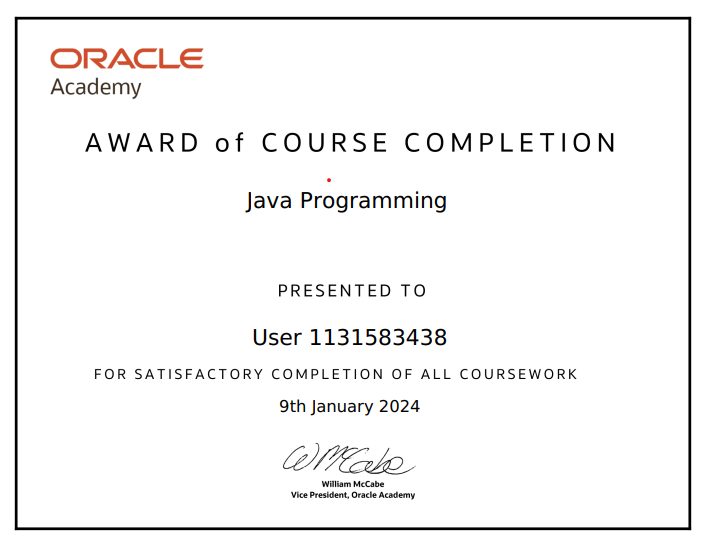 ORACLE
Academy
AWARD of COURSE COMPLETION
Java Programming
PRESENTED TO
User 1131583438
FOR SATISFACTORY COMPLETION OF ALL COURSEWORK
9th January 2024
W McCabe
William McCabe
Vice President, Oracle Academy